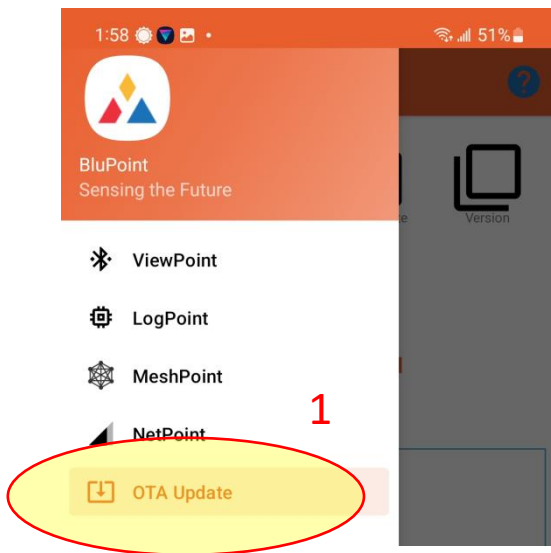 1:58 51%
BluPoint
Sensing the Future
Version
ViewPoint
LogPoint
MeshPoint
1
NetPoint
OTA Update